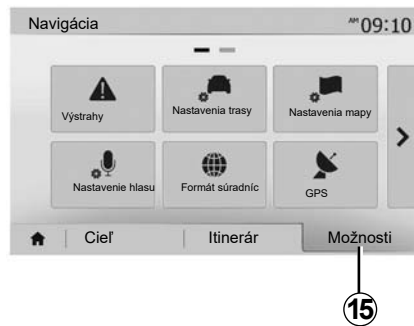 Navigácia AM 09:10
Výstrahy
Nastavenia trasy
Nastavenia mapy
Nastavenie hlasu
Formát súradníc
GPS
Cieľ Itinerár Možnosti
15